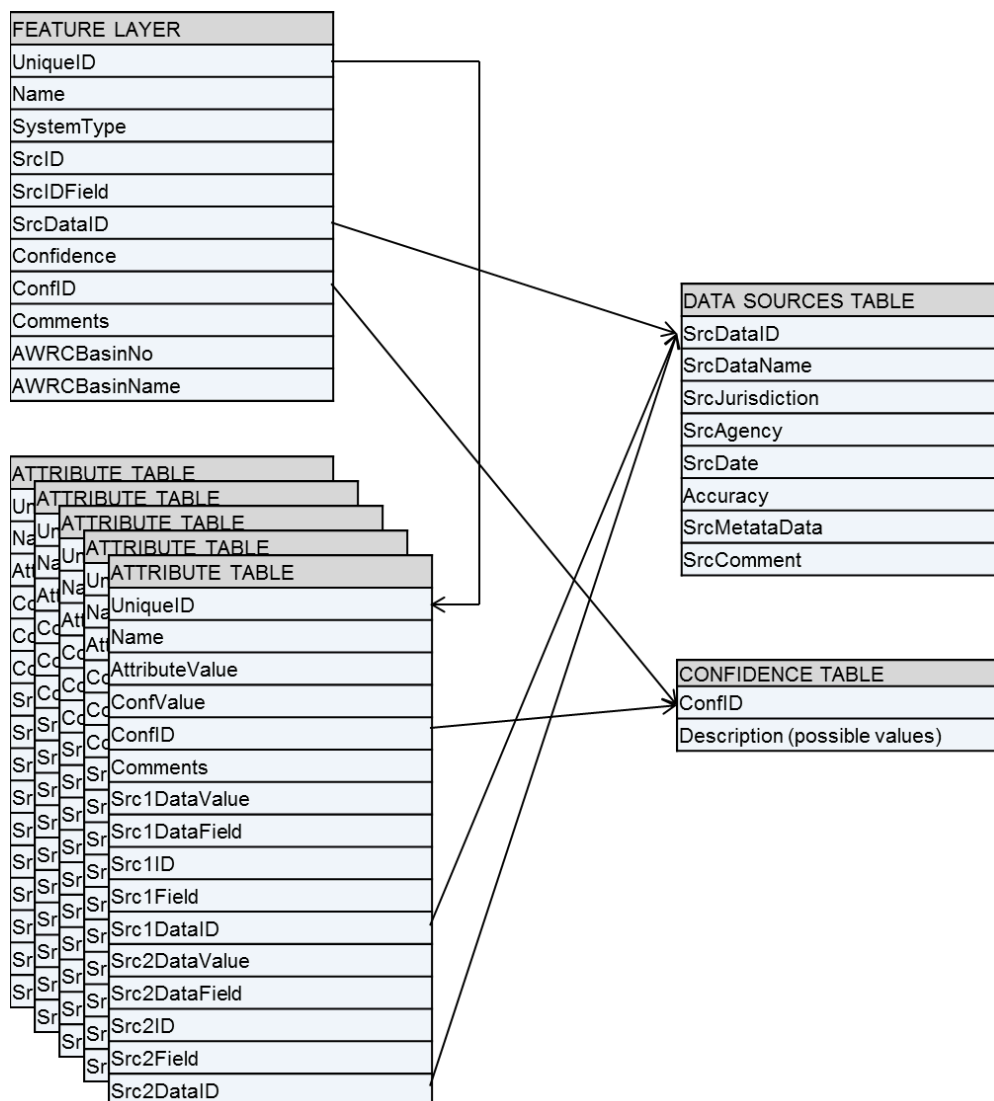 FEATURE LAYER
UniqueID
Name
SystemType
SrcID
SrcIDField
SrcDataID
Confidence
ConfID
Comments
AWRCBasinNo
AWRCBasinName
DATA SOURCES TABLE
SrcDataID
SrcDataName
SrcJurisdiction
SrcAgency
SrcDate
Accuracy
SrcMetataData
SrcComment
CONFIDENCE TABLE
ConfID
Description (possible values)
ATTRIBUTE TABLE
ATTRIBUTE TABLE
ATTRIBUTE TABLE
ATTRIBUTE TABLE
ATTRIBUTE TABLE
UniqueID
Name
AttributeValue
ConfValue
ConfID
Comments
Src1DataValue
Src1DataField
Src1ID
Src1Field
Src1DataID
Src2DataValue
Src2DataField
Src2ID
Src2Field
Src2DataID